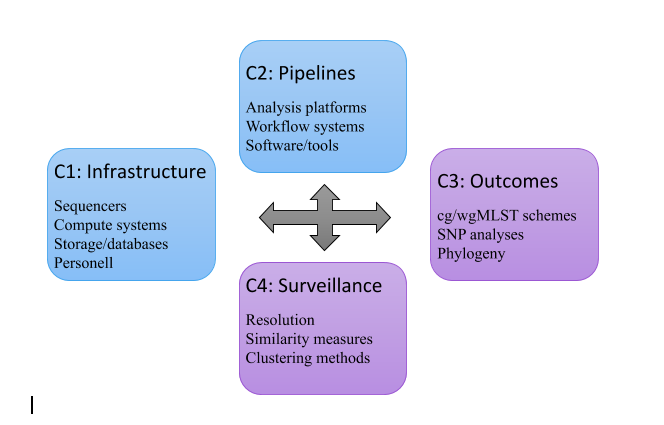 C2: Pipelines
Analysis platforms
Workflow systems
Software/tools
C1: Infrastructure
Sequencers
Compute systems
Storage/databases
Personell
C3: Outcomes
cg/wgMLST schemes
SNP analyses
Phylogeny
C4: Surveillance
Resolution
Similarity measures
Clustering methods